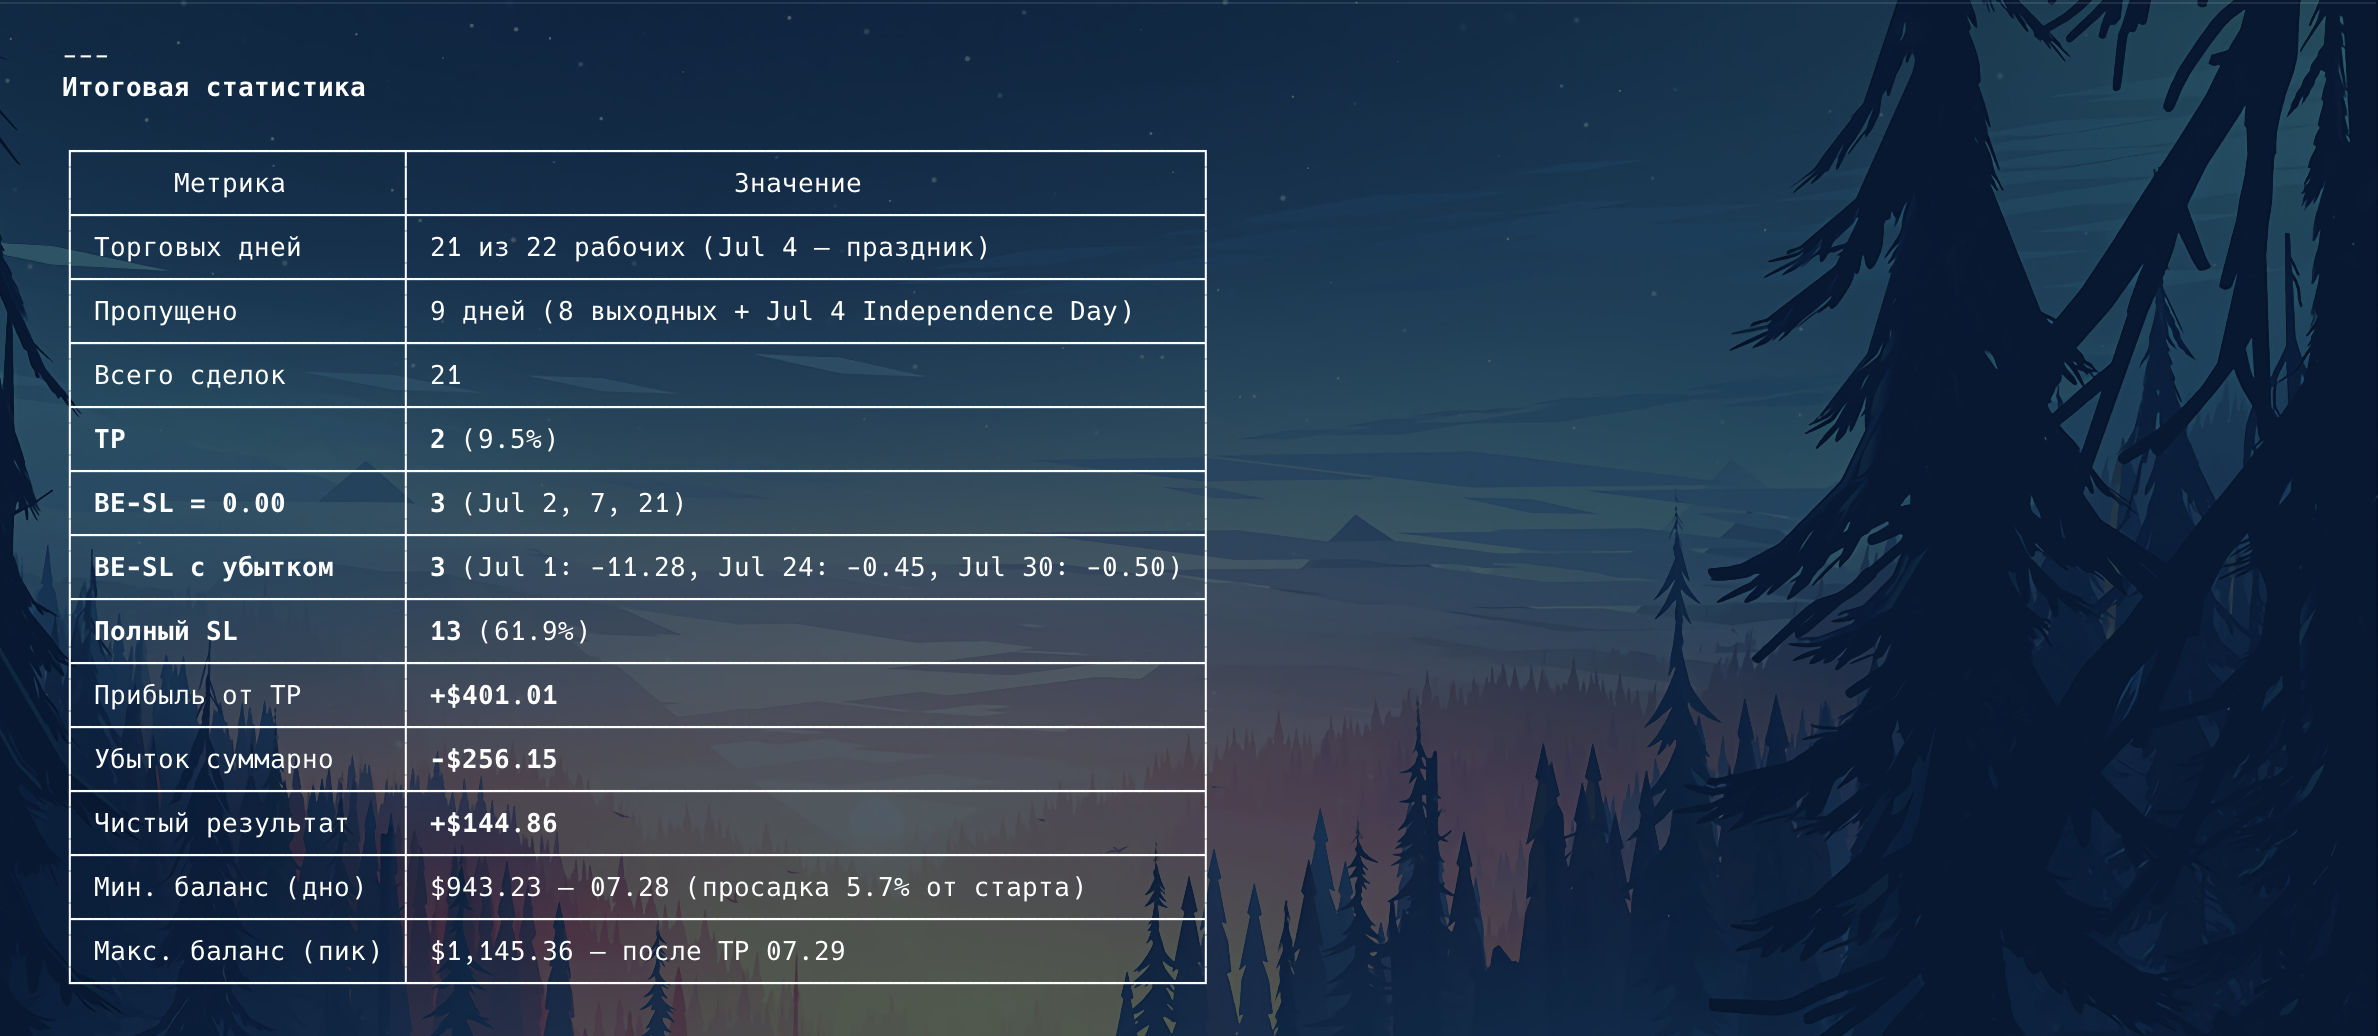 ---
Итоговая статистика
Метрика Значение
Торговых дней 21 из 22 рабочих (Jul 4 — праздник)
Пропущено 9 дней (8 выходных + Jul 4 Independence Day)
Всего сделок 21
TP 2 (9.5%)
BE-SL = 0.00 3 (Jul 2, 7, 21)
BE-SL с убытком 3 (Jul 1: -11.28, Jul 24: -0.45, Jul 30: -0.50)
Полный SL 13 (61.9%)
Прибыль от TP +$401.01
Убыток суммарно -$256.15
Чистый результат +$144.86
Мин. баланс (дно) $943.23 — 07.28 (просадка 5.7% от старта)
Макс. баланс (пик) $1,145.36 — после TP 07.29